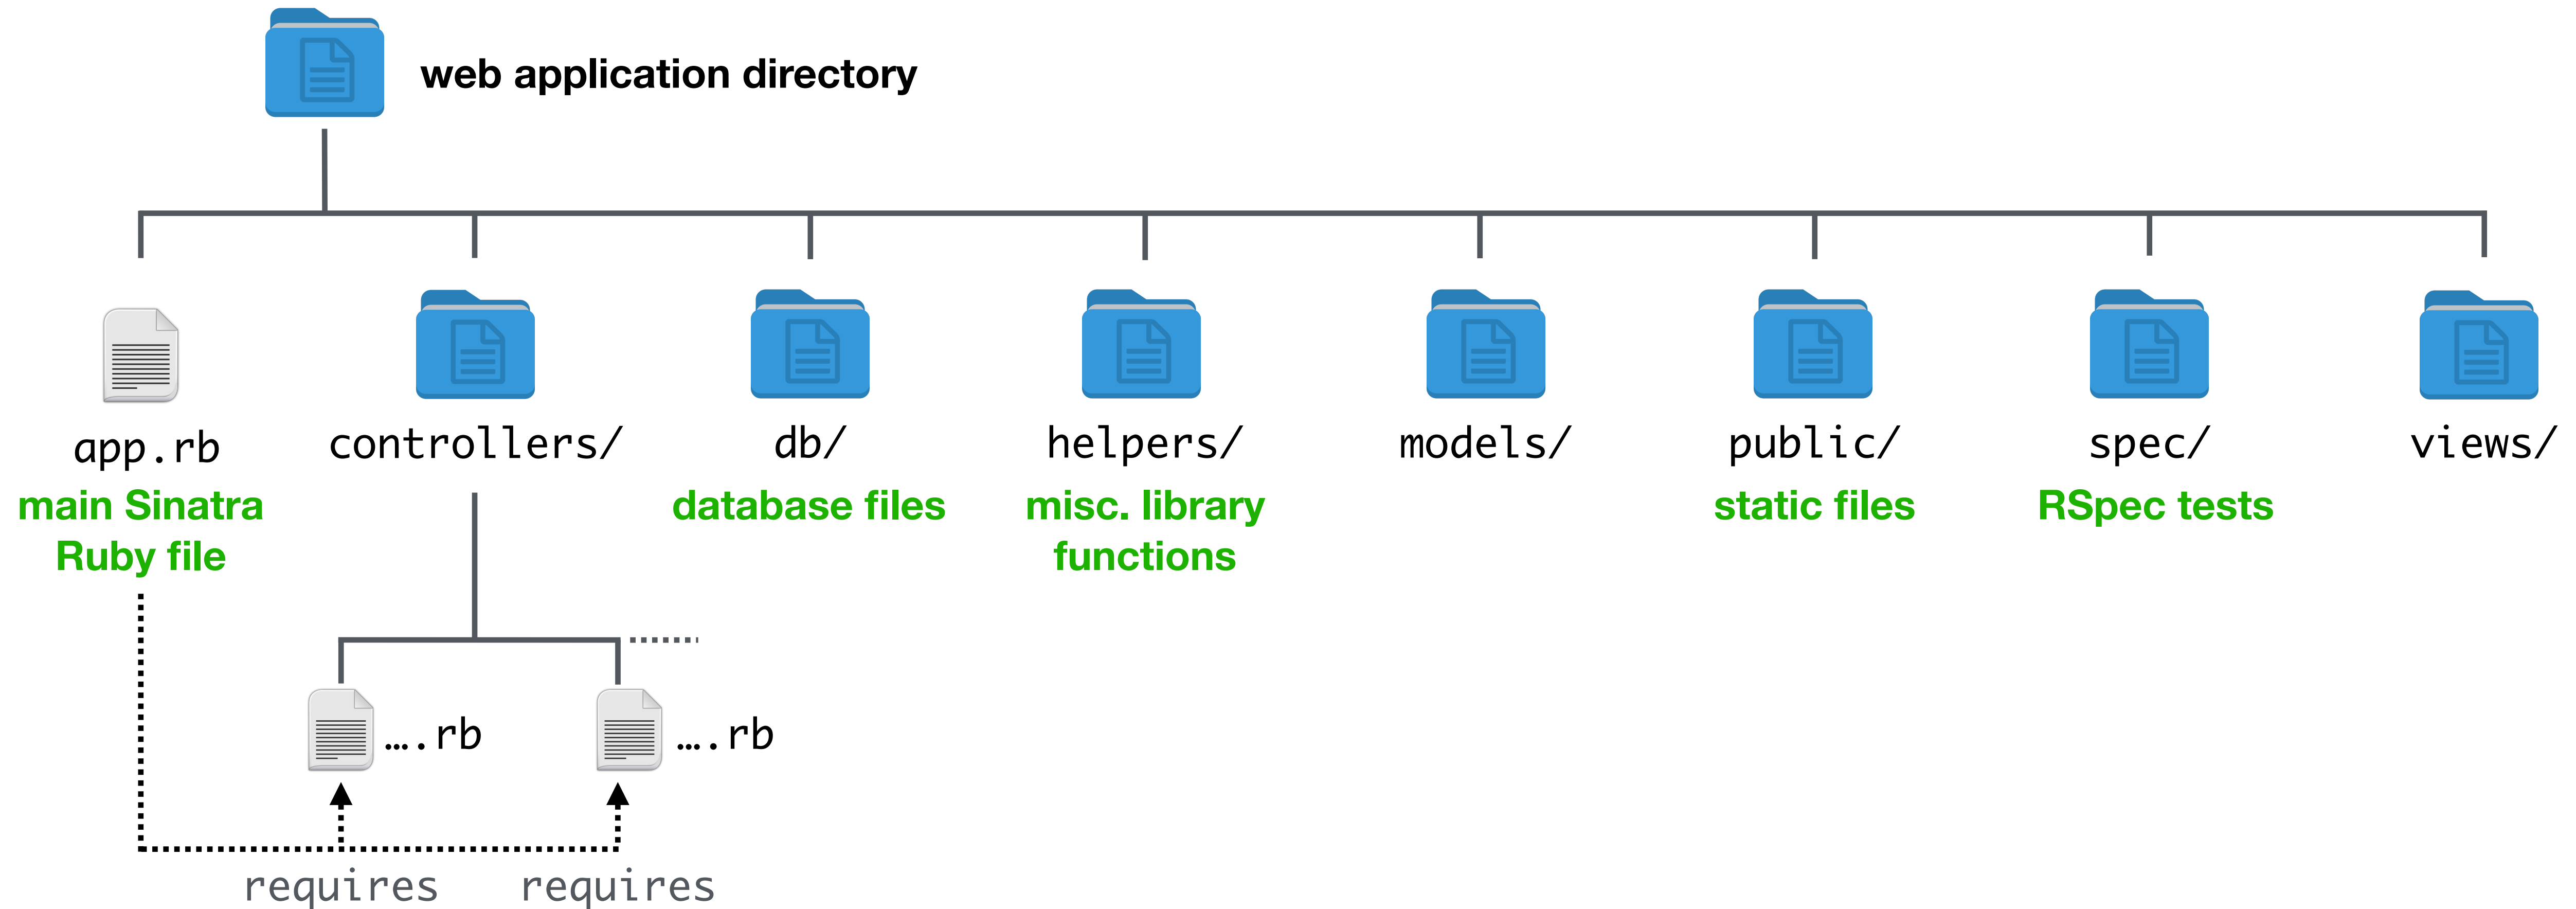 web application directory
app.rb
controllers/
db/
helpers/
models/
public/
spec/
views/
main Sinatra
Ruby file
database files
misc. library
functions
static files
RSpec tests
….rb
….rb
requires
requires